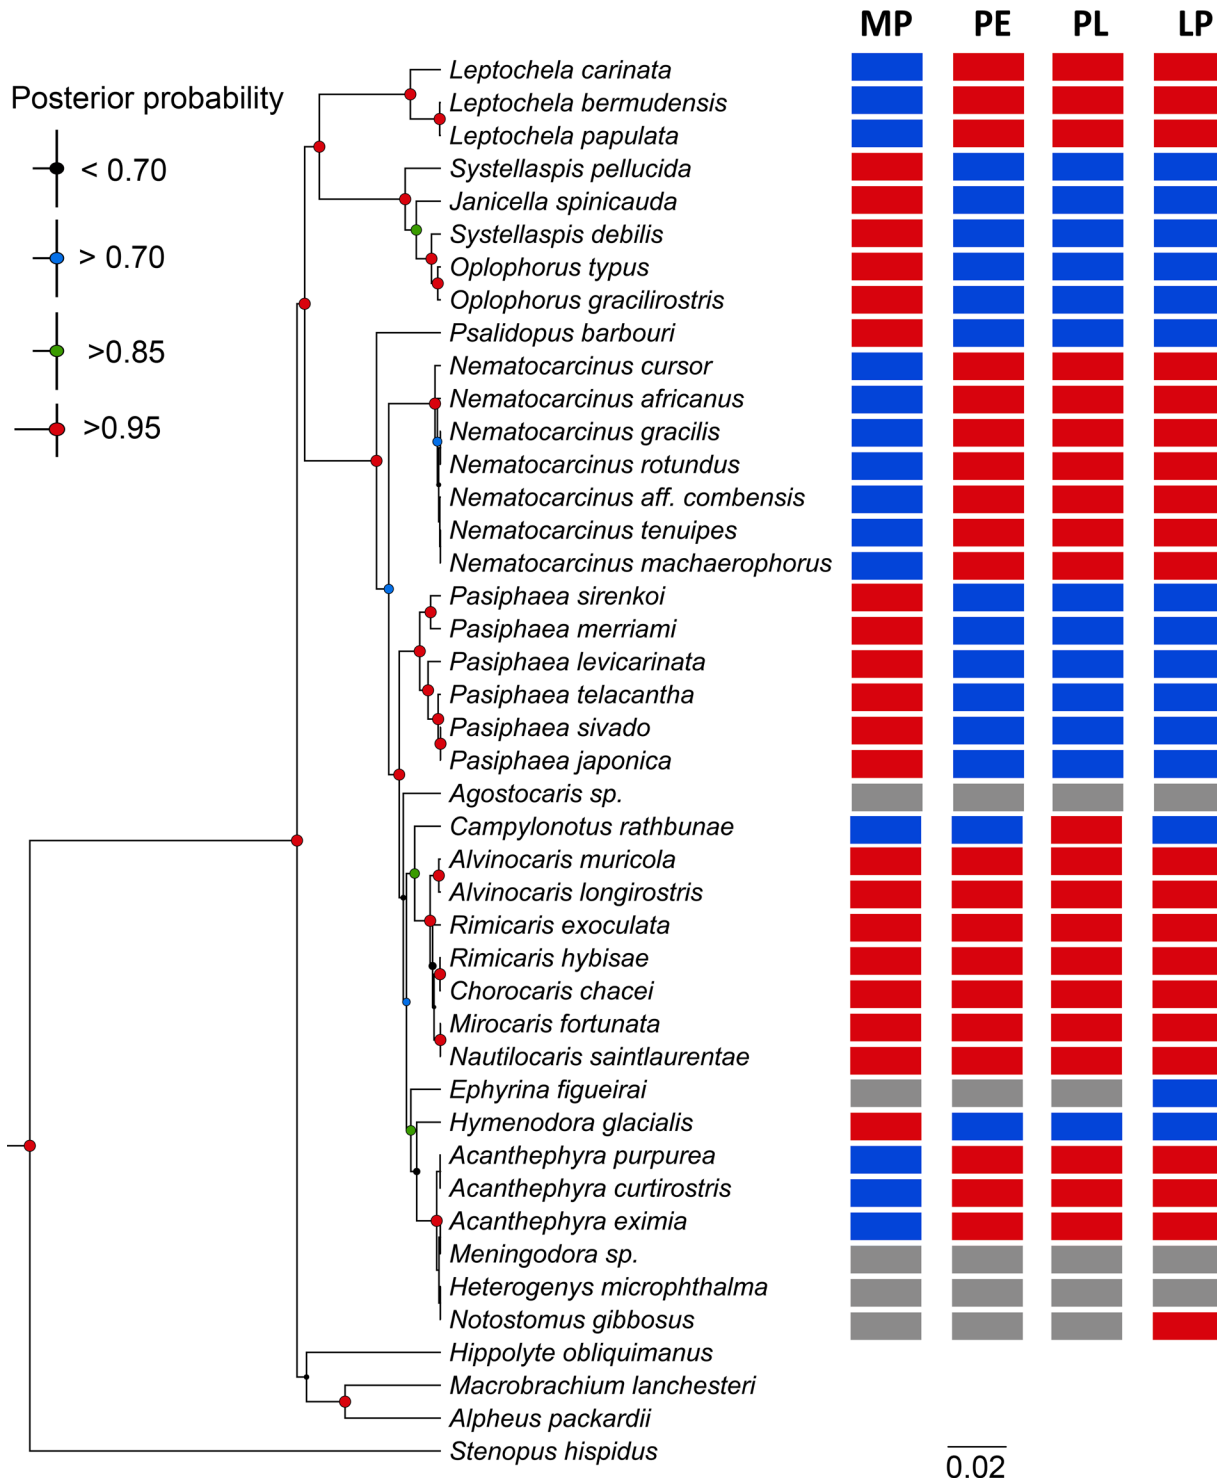 MP PE PL LP
Posterior probability
< 0.70
> 0.70
>0.85
>0.95
Leptochela carinata
Leptochela bermudensis
Leptochela papulata
Systellaspis pellucida
Janicella spinicauda
Systellaspis debilis
Oplophorus typus
Oplophorus gracilirostris
Psalidopus barbouri
Nematocarcinus cursor
Nematocarcinus africanus
Nematocarcinus gracilis
Nematocarcinus rotundus
Nematocarcinus aff. combensis
Nematocarcinus tenuipes
Nematocarcinus machaerophorus
Pasiphaea sirenkoi
Pasiphaea merriami
Pasiphaea levicarinata
Pasiphaea telacantha
Pasiphaea sivado
Pasiphaea japonica
Agostocaris sp.
Campylonotus rathbunae
Alvinocaris muricola
Alvinocaris longirostris
Rimicaris exoculata
Rimicaris hybisae
Chorocaris chacei
Mirocaris fortunata
Nautilocaris saintlaurentae
Ephyrina figueirai
Hymenodora glacialis
Acanthephyra purpurea
Acanthephyra curtirostris
Acanthephyra eximia
Meningodora sp.
Heterogenys microphthalma
Notostomus gibbosus
Hippolyte obliquimanus
Macrobrachium lanchesteri
Alpheus packardii
Stenopus hispidus
0.02